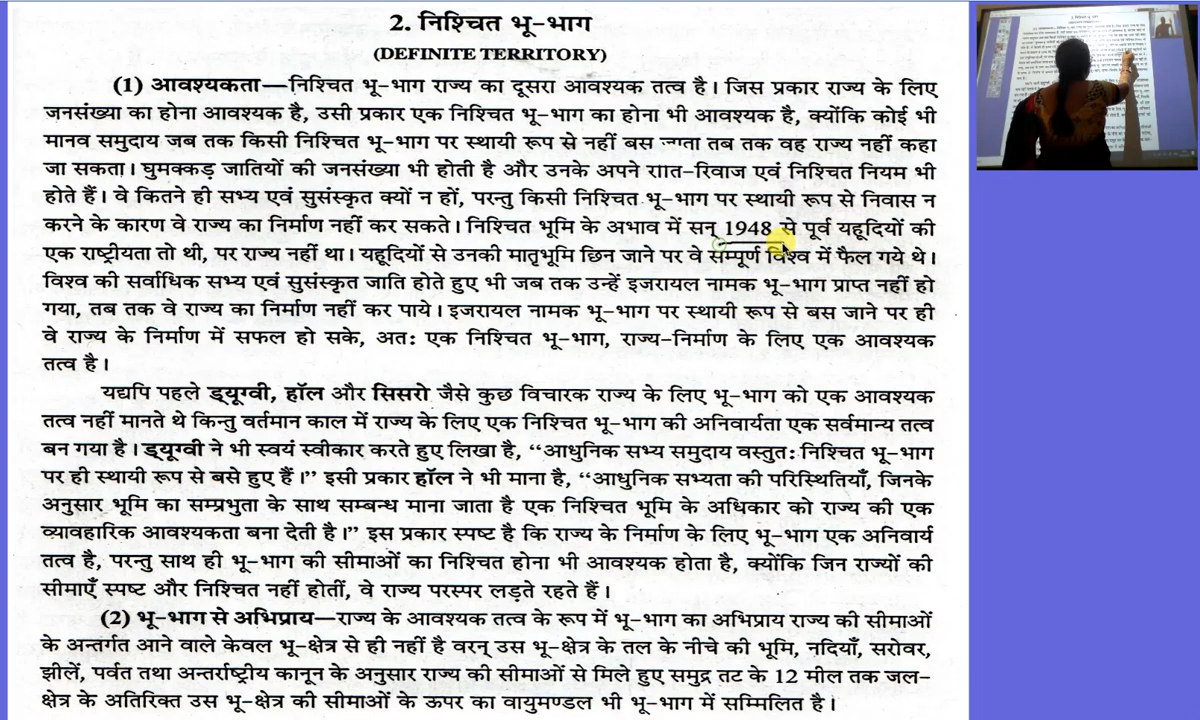 2. निश्चित भू-भाग
(DEFINITE TERRITORY)
(1) आवश्यकता—निश्चित भू-भाग राज्य का दूसरा आवश्यक तत्व है। जिस प्रकार राज्य के लिए
जनसंख्या का होना आवश्यक है, उसी प्रकार एक निश्चित भू-भाग का होना भी आवश्यक है, क्योंकि कोई भी
मानव समुदाय जब तक किसी निश्चित भू-भाग पर स्थायी रूप से नहीं बस तब तक वह राज्य नहीं कहा
जा सकता। घुमक्कड़ जातियों की जनसंख्या भी होती है और उनके अपने एवं निश्चित नियम भी
होते हैं। वे कितने ही सभ्य एवं सुसंस्कृत क्यों न हों, परन्तु किसी निश्चित भू-भाग पर स्थायी रूप से निवास न
करने के कारण वे राज्य का निर्माण नहीं कर सकते। निश्चित भूमि के अभाव में सन् 1948 से पूर्व यहूदियों की
एक राष्ट्रीयता तो थी, पर राज्य नहीं था। यहूदियों से उनकी मातृभूमि छिन जाने पर वे सम्पूर्ण विश्व में फैल गये थे।
विश्व की सर्वाधिक सभ्य एवं सुसंस्कृत जाति होते हुए भी जब तक उन्हें इजरायल नामक भू-भाग प्राप्त नहीं हो
गया, तब तक वे राज्य का निर्माण नहीं कर पाये। इजरायल नामक भू-भाग पर स्थायी रूप से बस जाने पर ही
वे राज्य के निर्माण में सफल हो सके, अतः एक निश्चित भू-भाग, राज्य-निर्माण के लिए एक आवश्यक
तत्व है।
यद्यपि पहले ड्यूग्वी, हॉल और सिसरो जैसे कुछ विचारक राज्य के लिए भू-भाग को एक आवश्यक
तत्व नहीं मानते थे किन्तु वर्तमान काल में राज्य के लिए एक निश्चित भू-भाग की अनिवार्यता एक सर्वमान्य तत्व
बन गया है। ड्यूग्वी ने भी स्वयं स्वीकार करते हुए लिखा है, “आधुनिक सभ्य समुदाय वस्तुतः निश्चित भू-भाग
पर ही स्थायी रूप से बसे हुए हैं।” इसी प्रकार हॉल ने भी माना है, “आधुनिक सभ्यता की परिस्थितियाँ, जिनके
अनुसार भूमि का सम्प्रभुता के साथ सम्बन्ध माना जाता है एक निश्चित भूमि के अधिकार को राज्य की एक
व्यावहारिक आवश्यकता बना देती है।” इस प्रकार स्पष्ट है कि राज्य के निर्माण के लिए भू-भाग एक अनिवार्य
तत्व है, परन्तु साथ ही भू-भाग की सीमाओं का निश्चित होना भी आवश्यक होता है, क्योंकि जिन राज्यों की
सीमाएँ स्पष्ट और निश्चित नहीं होतीं, वे राज्य परस्पर लड़ते रहते हैं।
(2) भू-भाग से अभिप्राय—राज्य के आवश्यक तत्व के रूप में भू-भाग का अभिप्राय राज्य की सीमाओं
के अन्तर्गत आने वाले केवल भू-क्षेत्र से ही नहीं है वरन् उस भू-क्षेत्र के तल के नीचे की भूमि, नदियाँ, सरोवर,
झीलें, पर्वत तथा अन्तर्राष्ट्रीय कानून के अनुसार राज्य की सीमाओं से मिले हुए समुद्र तट के 12 मील तक जल-
क्षेत्र के अतिरिक्त उस भू-क्षेत्र की सीमाओं के ऊपर का वायुमण्डल भी भू-भाग में सम्मिलित है।